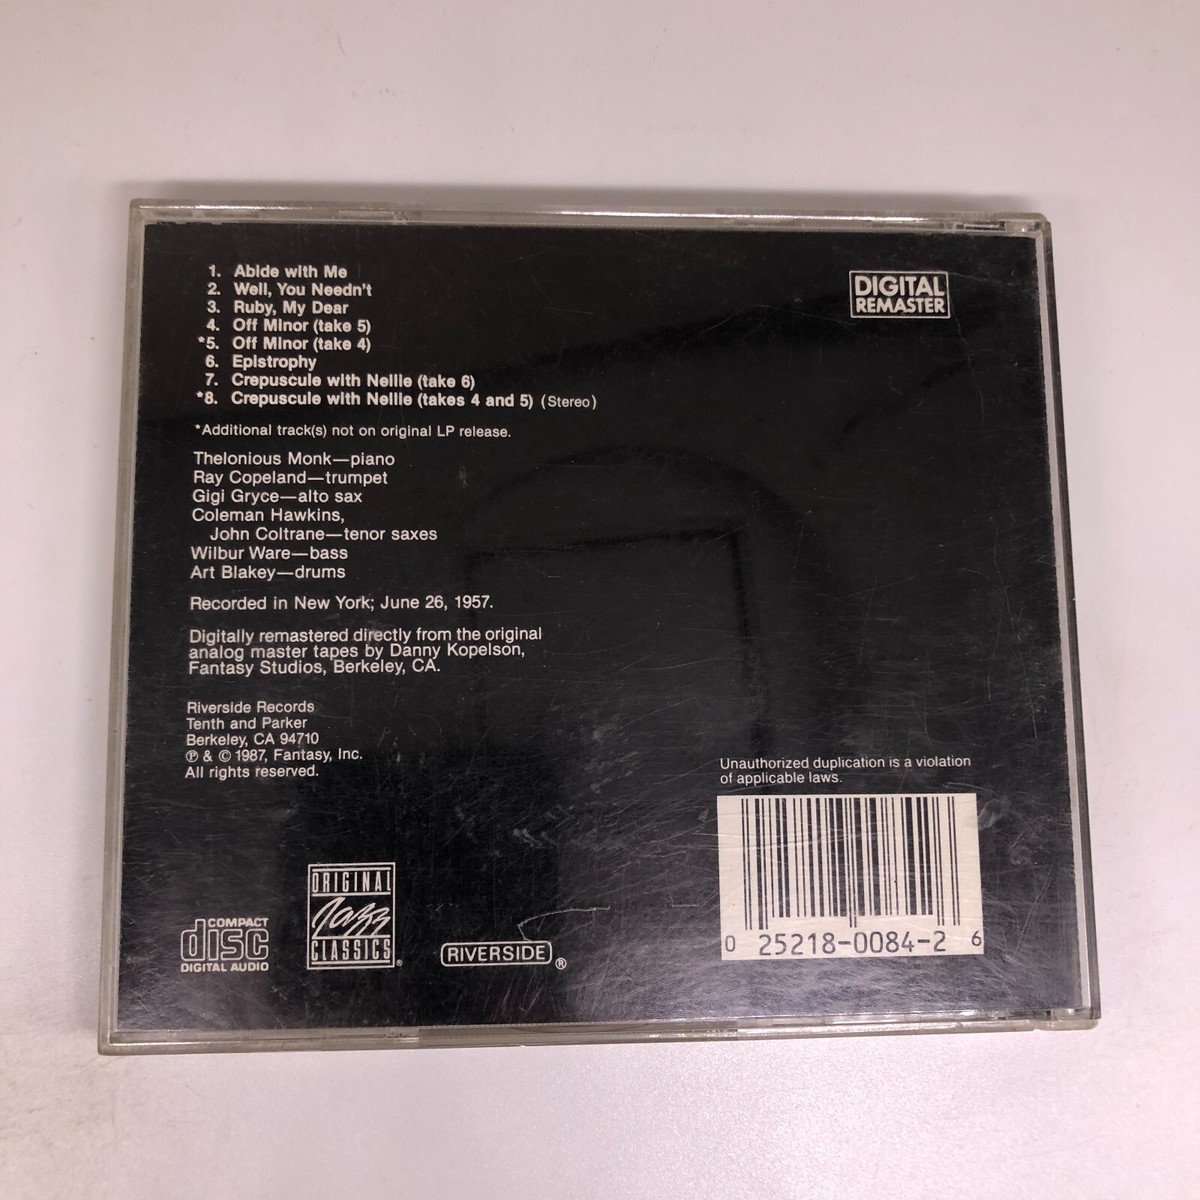 1. Abide with Me
2. Well, You Needn't
3. Ruby, My Dear
4. Off Minor (take 5)
*5. Off Minor (take 4)
6. Epistrophy
7. Crepuscule with Nellie (take 6)
*8. Crepuscule with Nellie (takes 4 and 5) (Stereo)
*Additional track(s) not on original LP release.
DIGITAL
REMASTER
Thelonious Monk—piano
Ray Copeland—trumpet
Gigi Gryce—alto sax
Coleman Hawkins,
John Coltrane—tenor saxes
Wilbur Ware—bass
Art Blakey—drums
Recorded in New York; June 26, 1957.
Digitally remastered directly from the original
analog master tapes by Danny Kopelson,
Fantasy Studios, Berkeley, CA.
Riverside Records
Tenth and Parker
Berkeley, CA 94710
℗ & © 1987, Fantasy, Inc.
All rights reserved.
Unauthorized duplication is a violation
of applicable laws.
0 25218-0084-2 6
COMPACT
disc
DIGITAL AUDIO
ORIGINAL
Jazz
CLASSICS®
RIVERSIDE®